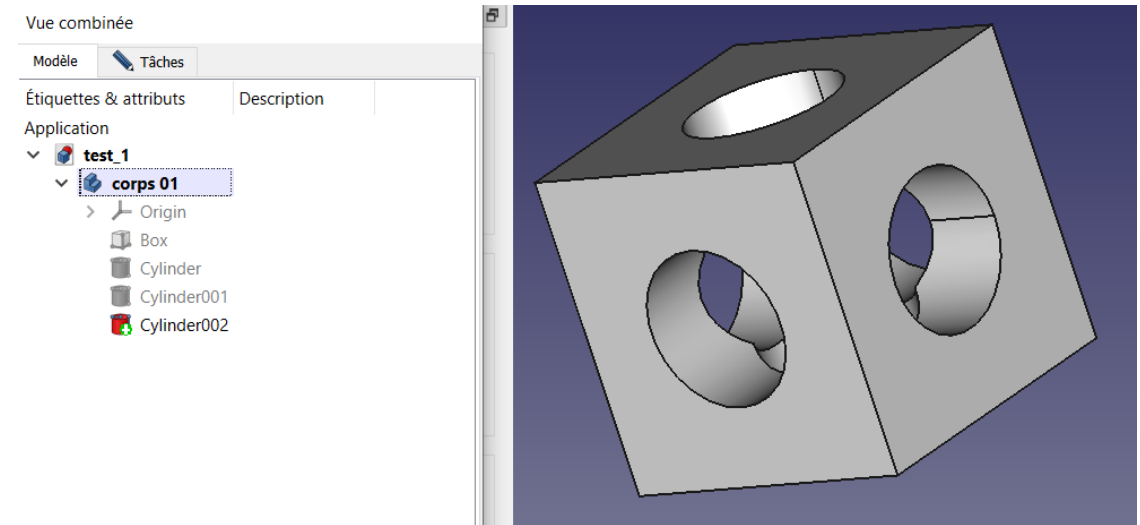 Vue combinée
Modèle Tâches
Étiquettes & attributs Description
Application
test_1
corps 01
Origin
Box
Cylinder
Cylinder001
Cylinder002